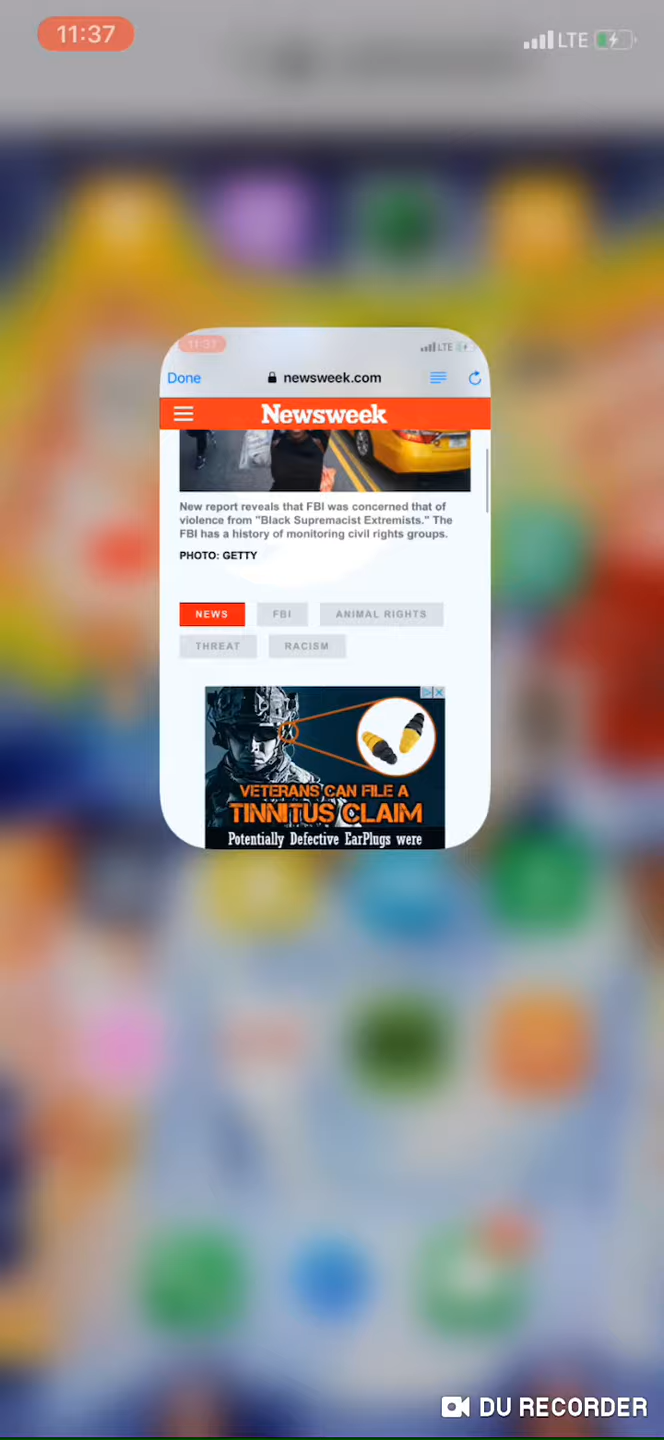 11:37
LTE
11:37
LTE
Done
newsweek.com
Newsweek
New report reveals that FBI was concerned that of
violence from "Black Supremacist Extremists." The
FBI has a history of monitoring civil rights groups.
PHOTO: GETTY
NEWS
FBI
ANIMAL RIGHTS
THREAT
RACISM
VETERANS CAN FILE A
TINNITUS CLAIM
Potentially Defective EarPlugs were
DU RECORDER